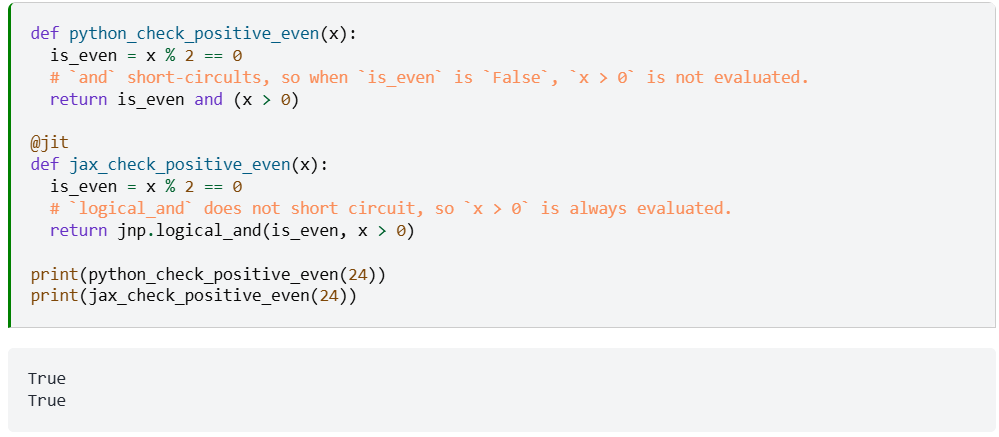 def python_check_positive_even(x):
  is_even = x % 2 == 0
  # `and` short-circults, so when `is_even` is `False`, `x > 0` is not evaluated.
  return is_even and (x > 0)

@jit
def jax_check_positive_even(x):
  is_even = x % 2 == 0
  # `logical_and` does not short circuit, so `x > 0` is always evaluated.
  return jnp.logical_and(is_even, x > 0)

print(python_check_positive_even(24))
print(jax_check_positive_even(24))

True
True